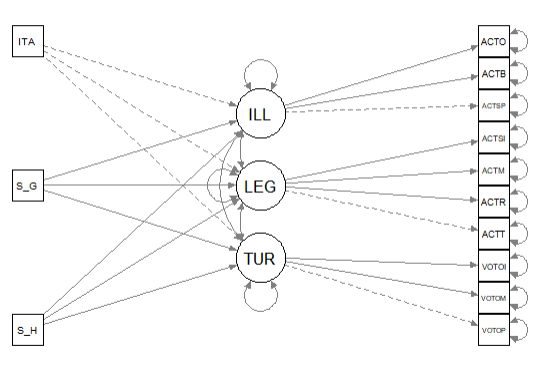 ITA
S_G
S_H
ILL
LEG
TUR
ACTO
ACTB
ACTSP
ACTSI
ACTM
ACTR
ACTT
VOTOI
VOTOM
VOTOP